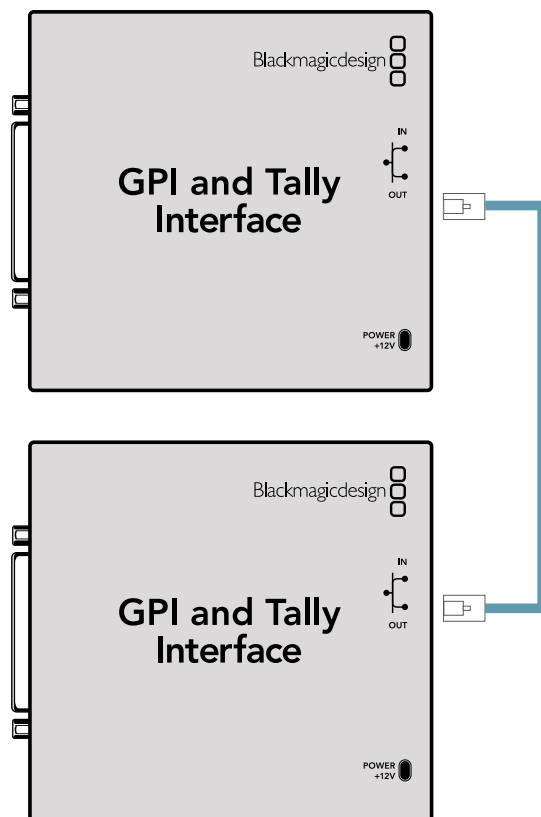 Blackmagicdesign
IN
OUT
GPI and Tally
Interface
POWER
+12V
Blackmagicdesign
IN
OUT
GPI and Tally
Interface
POWER
+12V